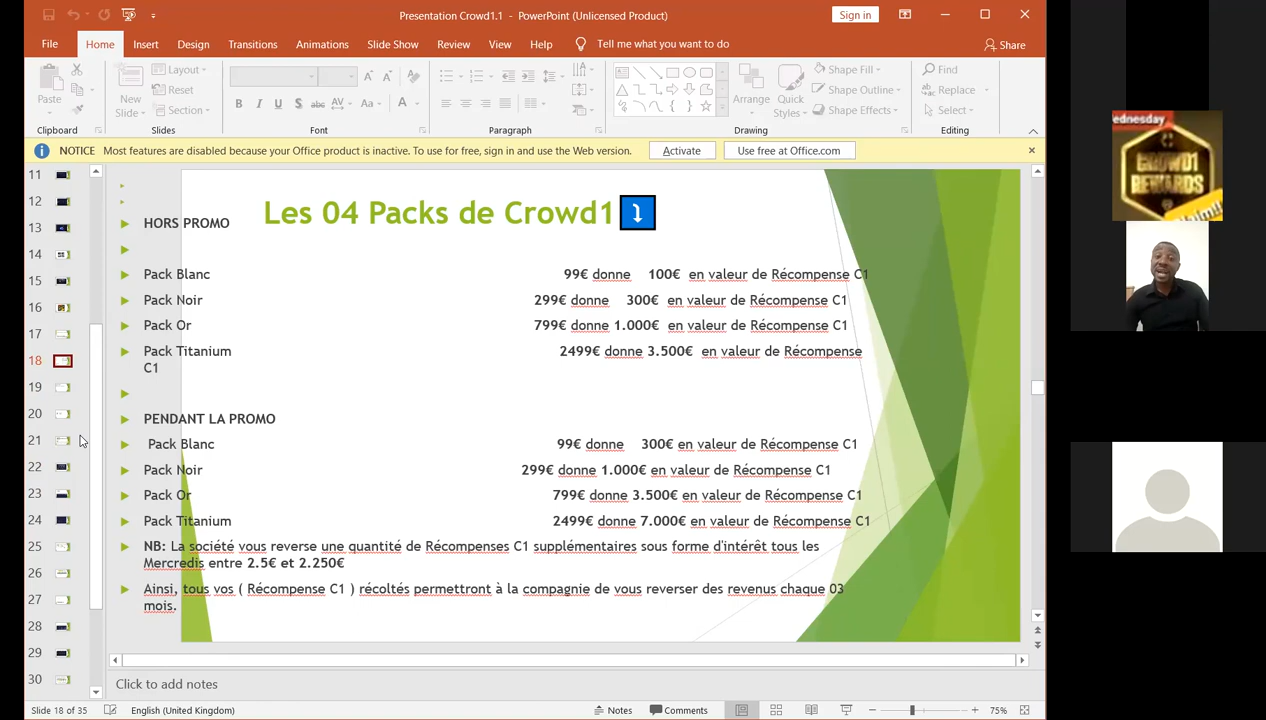 Presentation Crowd1.1 - PowerPoint (Unlicensed Product)
Sign in
File Home Insert Design Transitions Animations Slide Show Review View Help Tell me what you want to do Share
Paste
Clipboard
New Slide
Layout
Reset
Section
Slides
B I U S abc AV Aa A
Font
Paragraph
Arrange
Quick Styles
Shape Fill
Shape Outline
Shape Effects
Drawing
Find
Replace
Select
Editing
NOTICE Most features are disabled because your Office product is inactive. To use for free, sign in and use the Web version. Activate Use free at Office.com
11
12
13
14
15
16
17
18
19
20
21
22
23
24
25
26
27
28
29
30
Les 04 Packs de Crowd1
HORS PROMO
Pack Blanc 99€ donne 100€ en valeur de Récompense C1
Pack Noir 299€ donne 300€ en valeur de Récompense C1
Pack Or 799€ donne 1.000€ en valeur de Récompense C1
Pack Titanium 2499€ donne 3.500€ en valeur de Récompense
C1
PENDANT LA PROMO
Pack Blanc 99€ donne 300€ en valeur de Récompense C1
Pack Noir 299€ donne 1.000€ en valeur de Récompense C1
Pack Or 799€ donne 3.500€ en valeur de Récompense C1
Pack Titanium 2499€ donne 7.000€ en valeur de Récompense C1
NB: La société vous reverse une quantité de Récompenses C1 supplémentaires sous forme d'intérêt tous les
Mercredis entre 2.5€ et 2.250€
Ainsi, tous vos ( Récompense C1 ) récoltés permettront à la compagnie de vous reverser des revenus chaque 03
mois.
Click to add notes
Slide 18 of 35 English (United Kingdom) Notes Comments 75%
ednesday
CROWD1
REWARDS